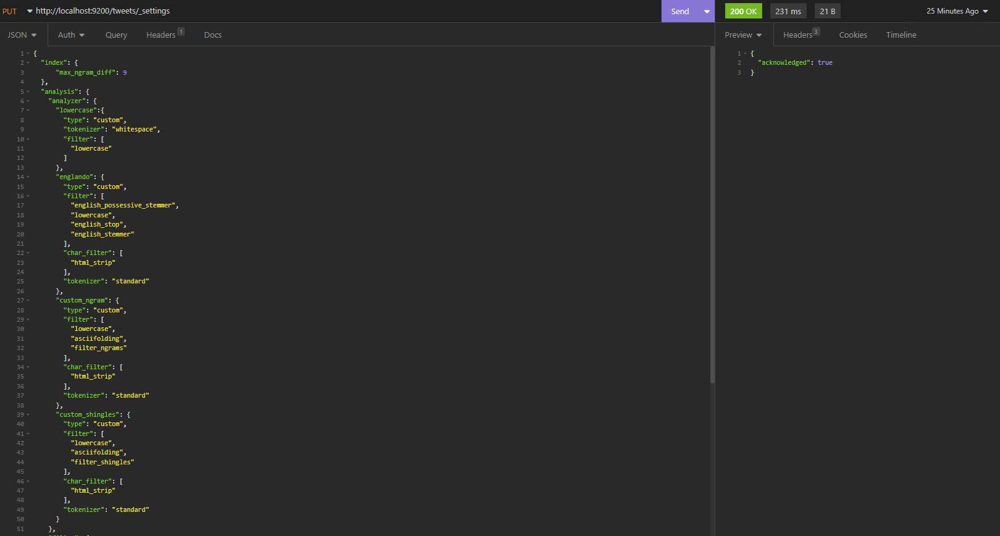 PUT http://localhost:9200/tweets/_settings Send 200 OK 231 ms 21 B 25 Minutes Ago
JSON Auth Query Headers 1 Docs Preview Headers 3 Cookies Timeline
1 {
2 "index": {
3 "max_ngram_diff": 9
4 },
5 "analysis": {
6 "analyzer": {
7 "lowercase":{
8 "type": "custom",
9 "tokenizer": "whitespace",
10 "filter": [
11 "lowercase"
12 ]
13 },
14 "englando": {
15 "type": "custom",
16 "filter": [
17 "english_possessive_stemmer",
18 "lowercase",
19 "english_stop",
20 "english_stemmer"
21 ],
22 "char_filter": [
23 "html_strip"
24 ],
25 "tokenizer": "standard"
26 },
27 "custom_ngram": {
28 "type": "custom",
29 "filter": [
30 "lowercase",
31 "asciifolding",
32 "filter_ngrams"
33 ],
34 "char_filter": [
35 "html_strip"
36 ],
37 "tokenizer": "standard"
38 },
39 "custom_shingles": {
40 "type": "custom",
41 "filter": [
42 "lowercase",
43 "asciifolding",
44 "filter_shingles"
45 ],
46 "char_filter": [
47 "html_strip"
48 ],
49 "tokenizer": "standard"
50 }
51 },
1 {
2 "acknowledged": true
3 }